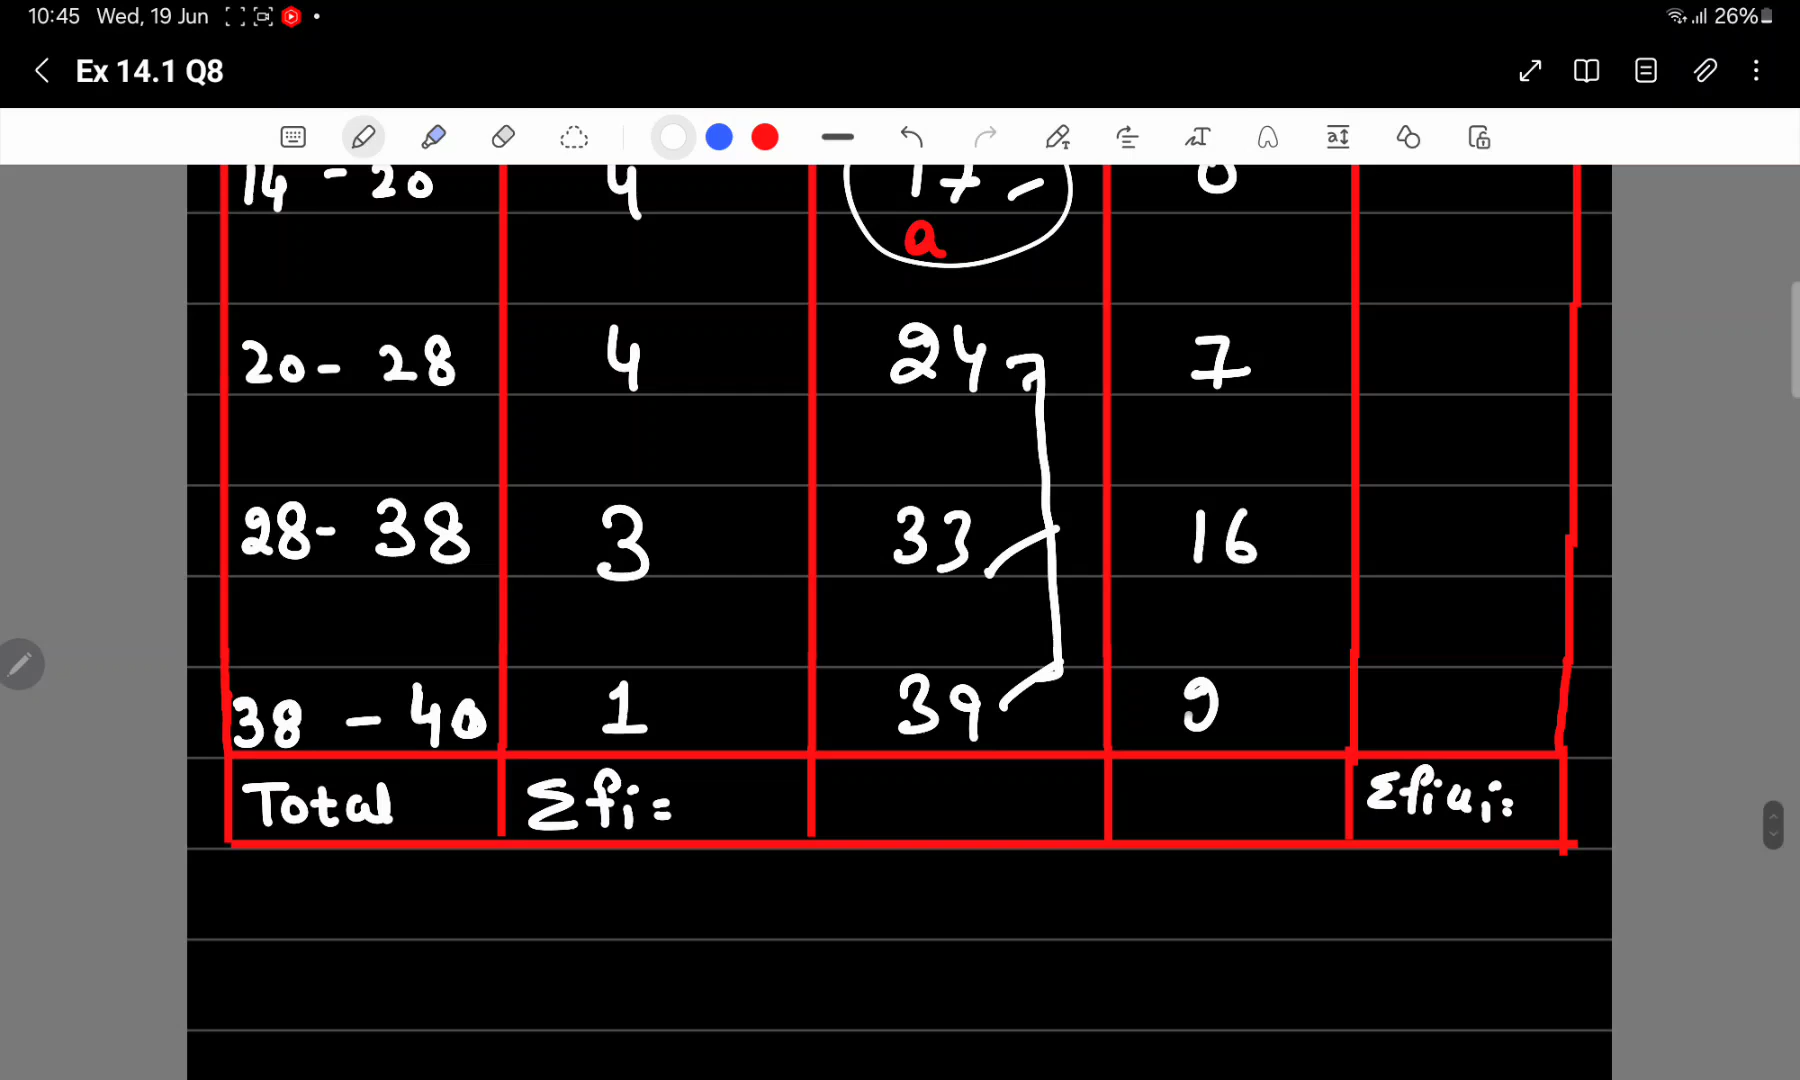 10:45 Wed, 19 Jun 26%
Ex 14.1 Q8
14 - 20 4 17 - 0
a
20 - 28 4 24 7
28 - 38 3 33 16
38 - 40 1 39 9
Total Σfi = Σfiui =